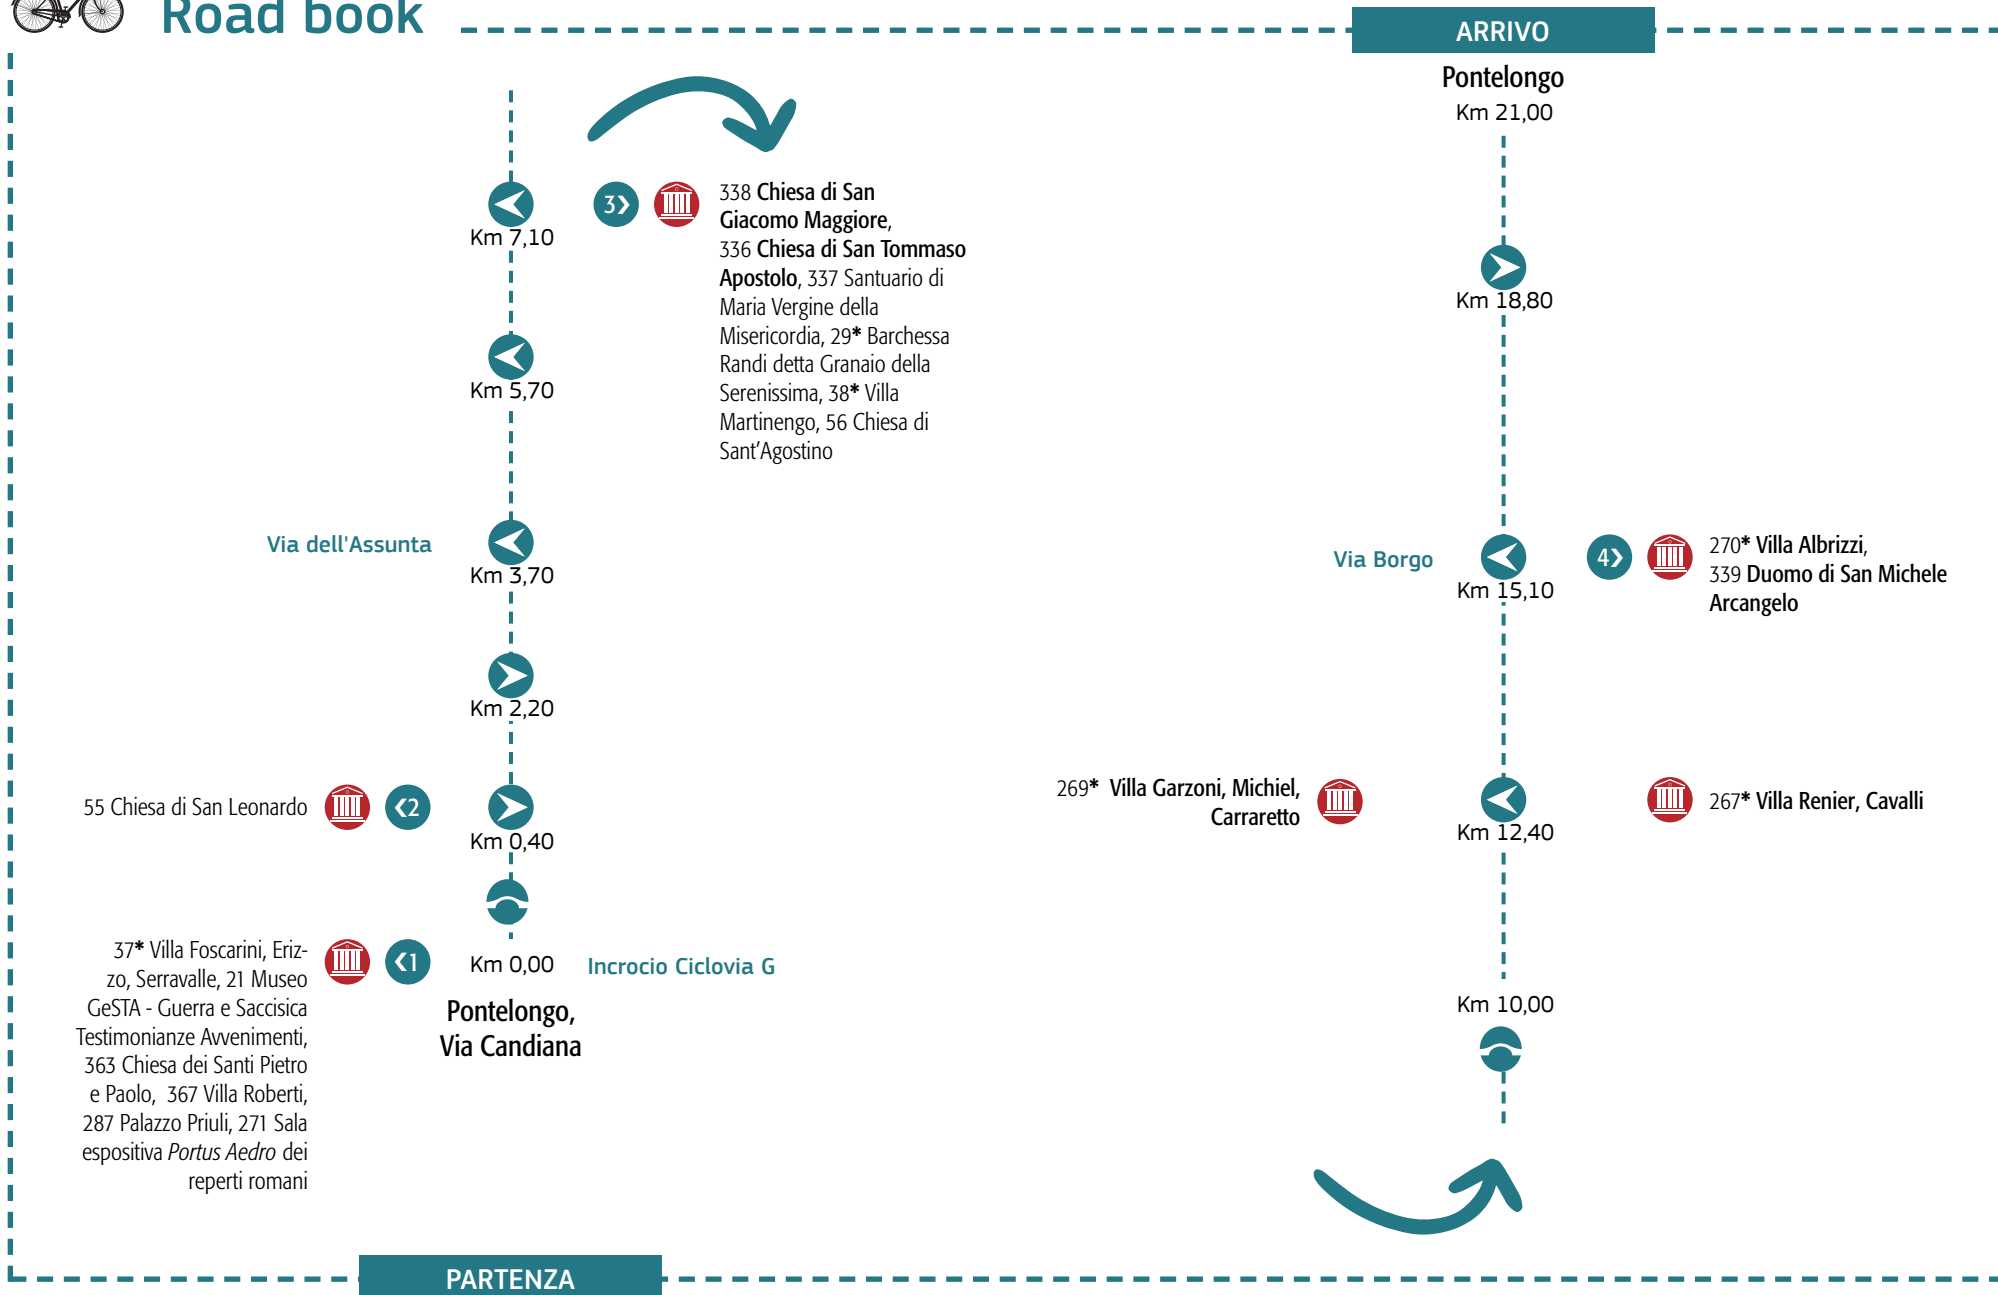 Road book
ARRIVO
Pontelongo
Km 21,00
Km 7,10
3
338 Chiesa di San
Giacomo Maggiore,
336 Chiesa di San Tommaso
Apostolo, 337 Santuario di
Maria Vergine della
Misericordia, 29* Barchessa
Randi detta Granaio della
Serenissima, 38* Villa
Martinengo, 56 Chiesa di
Sant'Agostino
Km 5,70
Via dell'Assunta
Km 3,70
Km 2,20
55 Chiesa di San Leonardo
2
Km 0,40
37* Villa Foscarini, Eriz-
zo, Serravalle, 21 Museo
GeSTA - Guerra e Saccisica
Testimonianze Avvenimenti,
363 Chiesa dei Santi Pietro
e Paolo, 367 Villa Roberti,
287 Palazzo Priuli, 271 Sala
espositiva Portus Aedro dei
reperti romani
1
Km 0,00
Incrocio Ciclovia G
Pontelongo,
Via Candiana
PARTENZA
Km 18,80
Via Borgo
Km 15,10
4
270* Villa Albrizzi,
339 Duomo di San Michele
Arcangelo
269* Villa Garzoni, Michiel,
Carraretto
Km 12,40
267* Villa Renier, Cavalli
Km 10,00